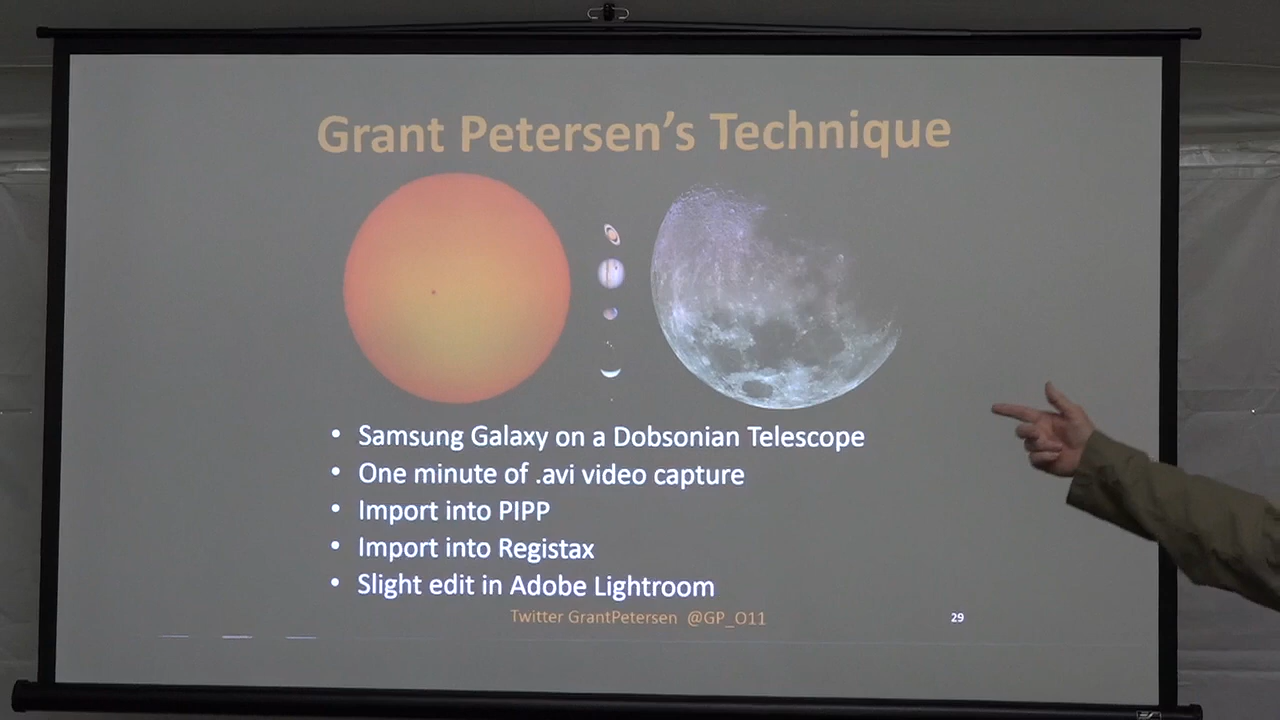 Grant Petersen's Technique
• Samsung Galaxy on a Dobsonian Telescope
• One minute of .avi video capture
• Import into PIPP
• Import into Registax
• Slight edit in Adobe Lightroom
Twitter GrantPetersen @GP_O11
29